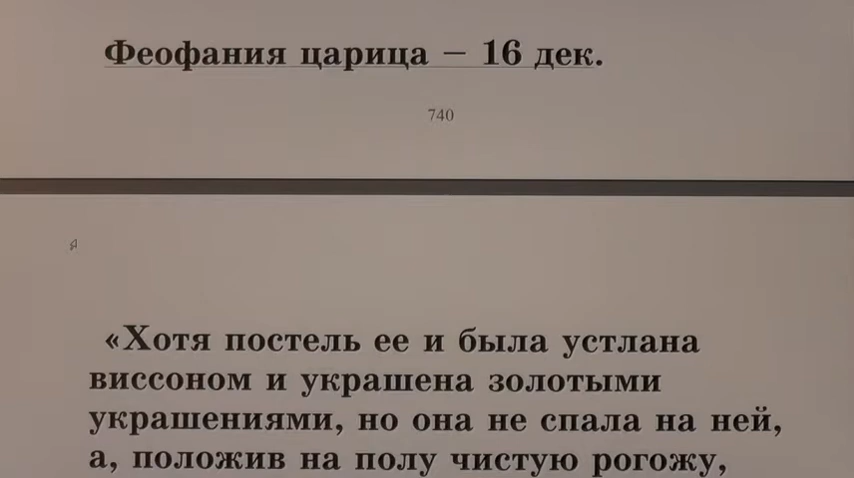 Феофания царица – 16 дек.
740
«Хотя постель ее и была устлана
виссоном и украшена золотыми
украшениями, но она не спала на ней,
а, положив на полу чистую рогожу,